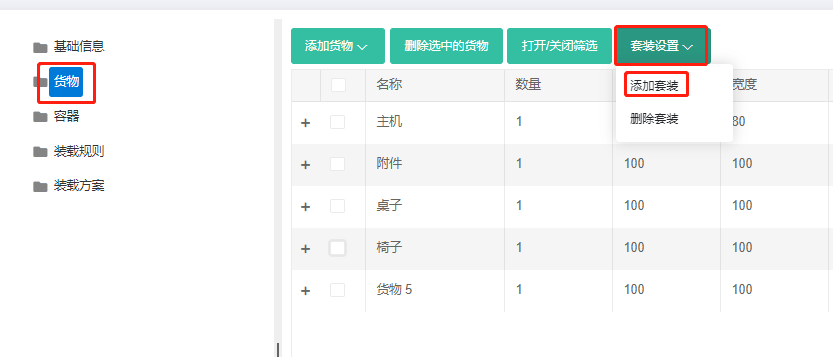 基础信息
货物
容器
装载规则
装载方案
添加货物 删除选中的货物 打开/关闭筛选 套装设置
添加套装
删除套装
名称 数量 宽度
主机 1 80
附件 1 100 100
桌子 1 100 100
椅子 1 100 100
货物 5 1 100 100